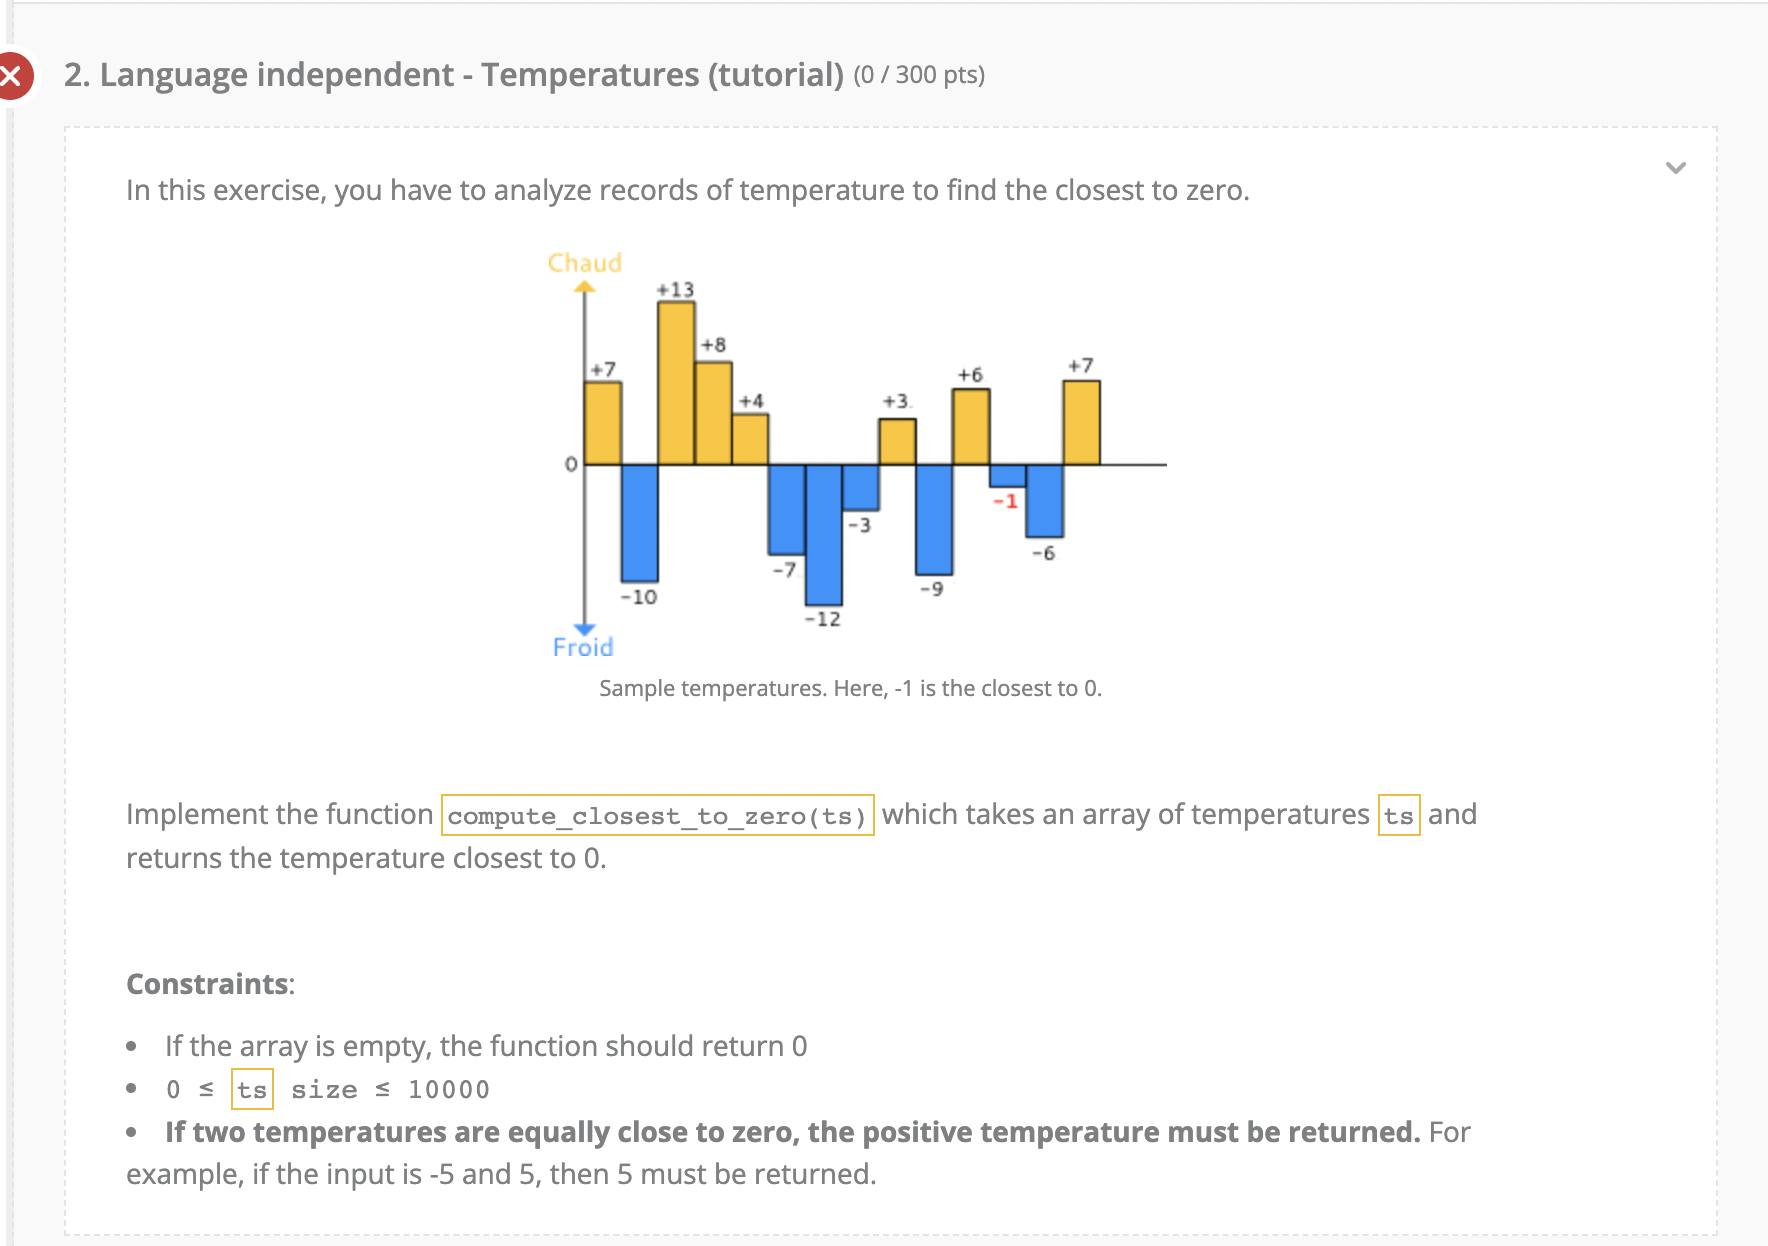 2. Language independent - Temperatures (tutorial) (0 / 300 pts)
In this exercise, you have to analyze records of temperature to find the closest to zero.
Chaud
+13
+8
+7
+7
+6
+4
+3.
0
-1
-3
-6
-7
-9
-10
-12
Froid
Sample temperatures. Here, -1 is the closest to 0.
Implement the function compute_closest_to_zero(ts) which takes an array of temperatures ts and
returns the temperature closest to 0.
Constraints:
• If the array is empty, the function should return 0
• 0 ≤ ts size ≤ 10000
• If two temperatures are equally close to zero, the positive temperature must be returned. For
example, if the input is -5 and 5, then 5 must be returned.